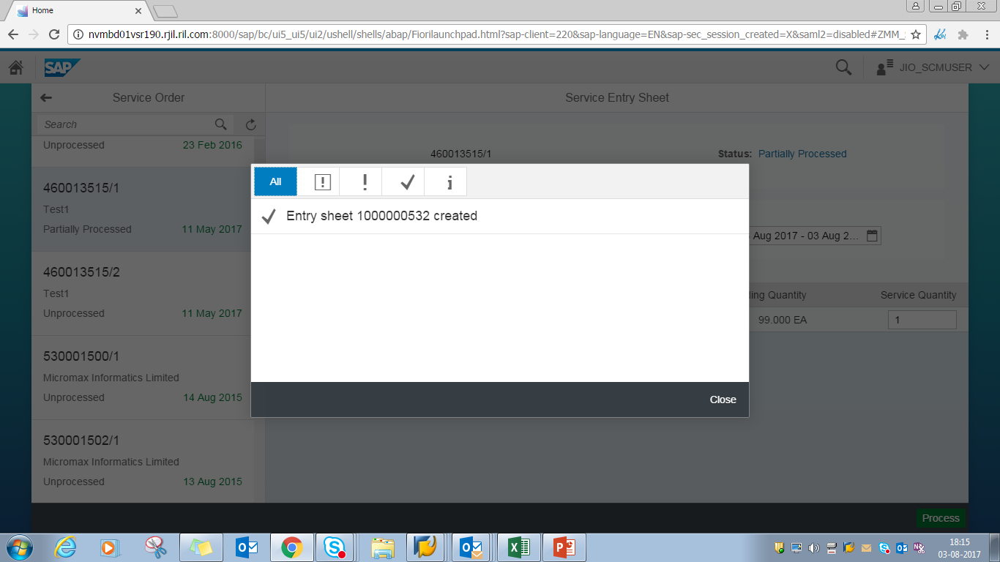 Home
nvmbd01vsr190.rjil.ril.com:8000/sap/bc/ui5_ui5/ui2/ushell/shells/abap/Fiorilaunchpad.html?sap-client=220&sap-language=EN&sap-sec_session_created=X&saml2=disabled#ZMM_
SAP
JIO_SCMUSER
Service Order
Service Entry Sheet
Search
Unprocessed 23 Feb 2016
460013515/1
Test1
Partially Processed 11 May 2017
460013515/2
Test1
Unprocessed 11 May 2017
530001500/1
Micromax Informatics Limited
Unprocessed 14 Aug 2015
530001502/1
Micromax Informatics Limited
Unprocessed 13 Aug 2015
460013515/1
Status: Partially Processed
All
Entry sheet 1000000532 created
Close
Aug 2017 - 03 Aug 2...
ling Quantity Service Quantity
99.000 EA 1
Process
18:15
03-08-2017